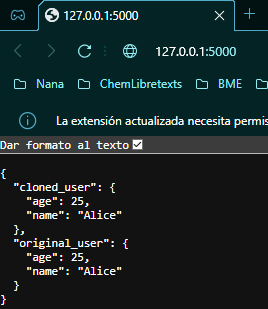 127.0.0.1:5000
127.0.0.1:5000
Nana ChemLibretexts BME
La extensión actualizada necesita permis
Dar formato al texto
{
  "cloned_user": {
    "age": 25,
    "name": "Alice"
  },
  "original_user": {
    "age": 25,
    "name": "Alice"
  }
}